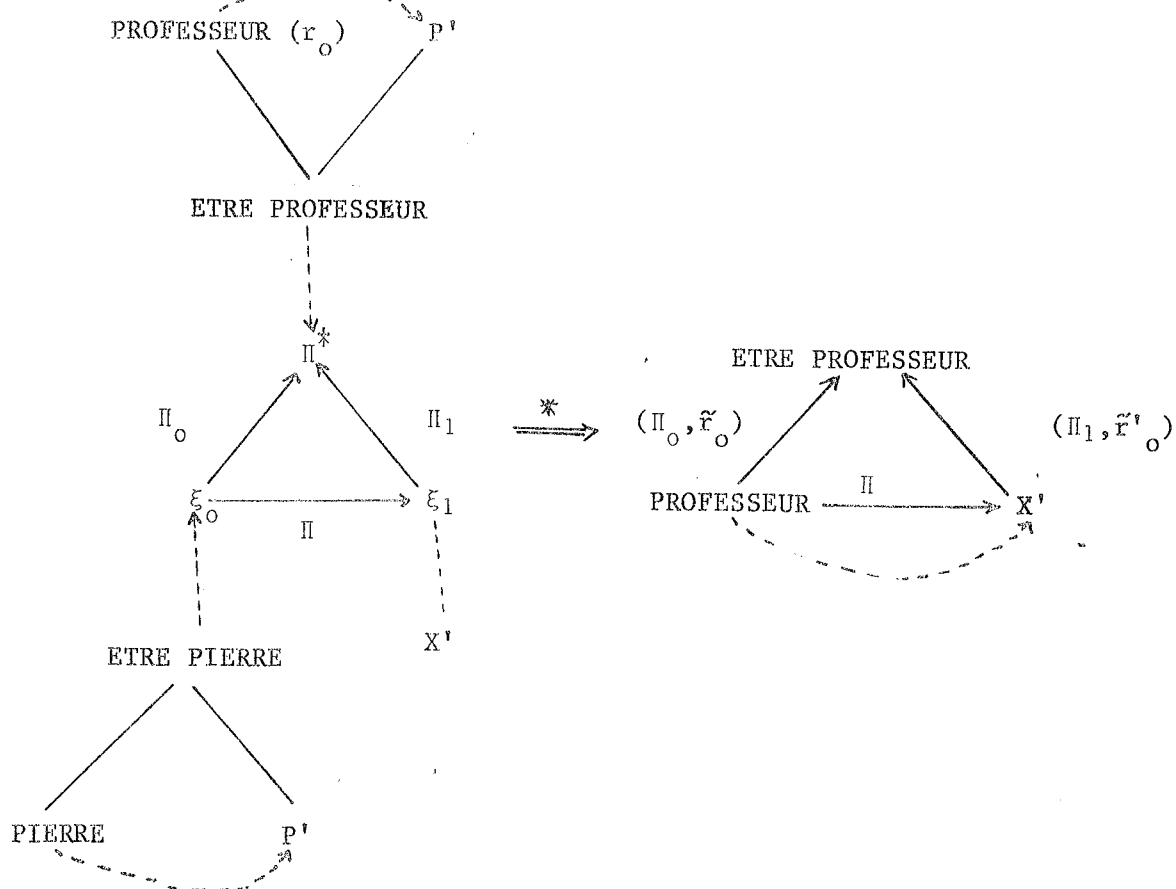 PROFESSEUR (r₀) P'
ETRE PROFESSEUR
Π*
ETRE PROFESSEUR
Π₀ Π₁ * (Π₀, r̃₀) (Π₁, r̃'₀)
ξ₀ Π ξ₁ PROFESSEUR Π X'
X'
ETRE PIERRE
PIERRE P'